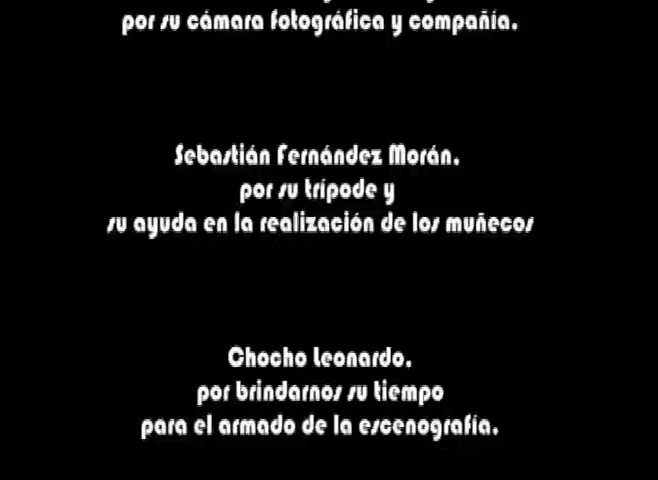 por su cámara fotográfica y compañía.
Sebastián Fernández Morán.
por su trípode y
su ayuda en la realización de los muñecos
Chocho Leonardo.
por brindarnos su tiempo
para el armado de la escenografía.